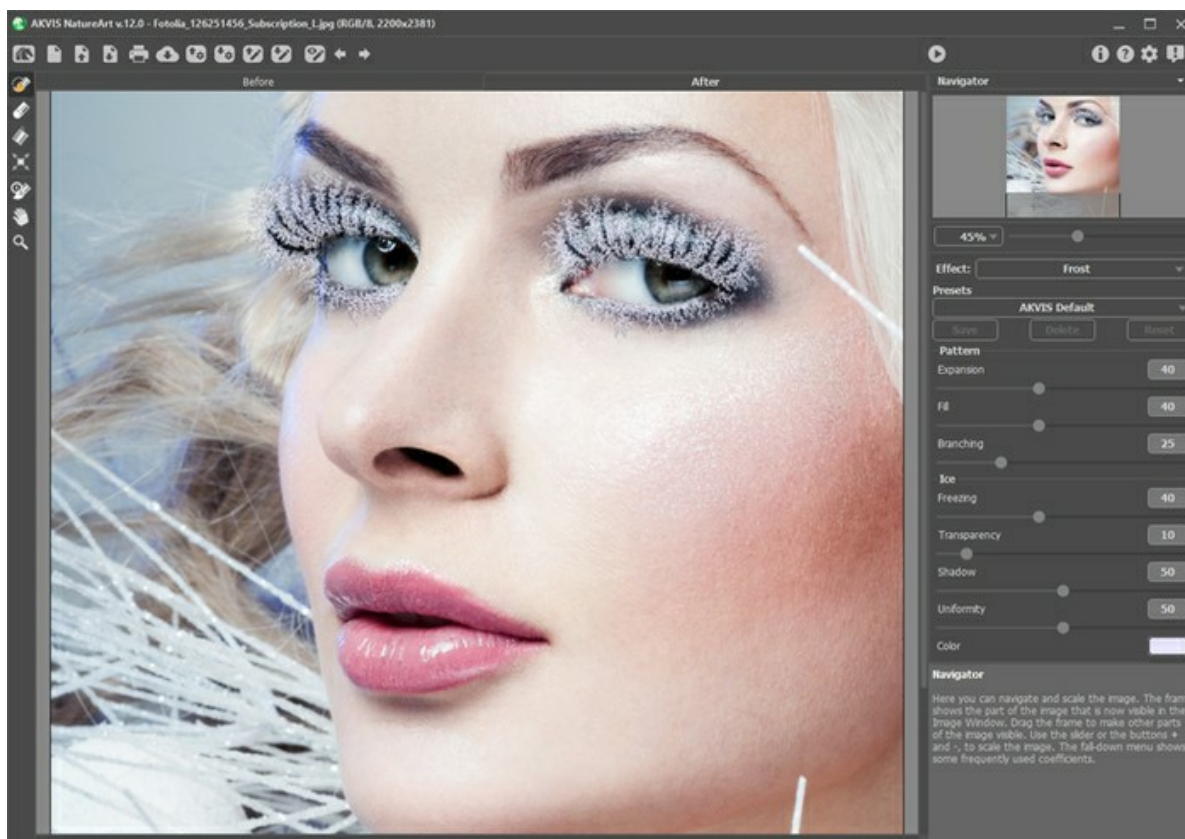 AKVIS NatureArt v.12.0 - Fotolia_126251456_Subscription_L.jpg (RGB/8, 2200x2381)
Before
After
Navigator
45%
Effect: Frost
Presets
AKVIS Default
Save Delete Reset
Pattern
Expansion 40
Fill 40
Branching 25
Ice
Freezing 40
Transparency 10
Shadow 50
Uniformity 50
Color
Navigator
Here you can navigate and scale the image. The frame
shows the part of the image that is now visible in the
Image Window. Drag the frame to make other parts
of the image visible. Use the slider or the buttons +
and -, to scale the image. The fall-down menu shows
some frequently used coefficients.